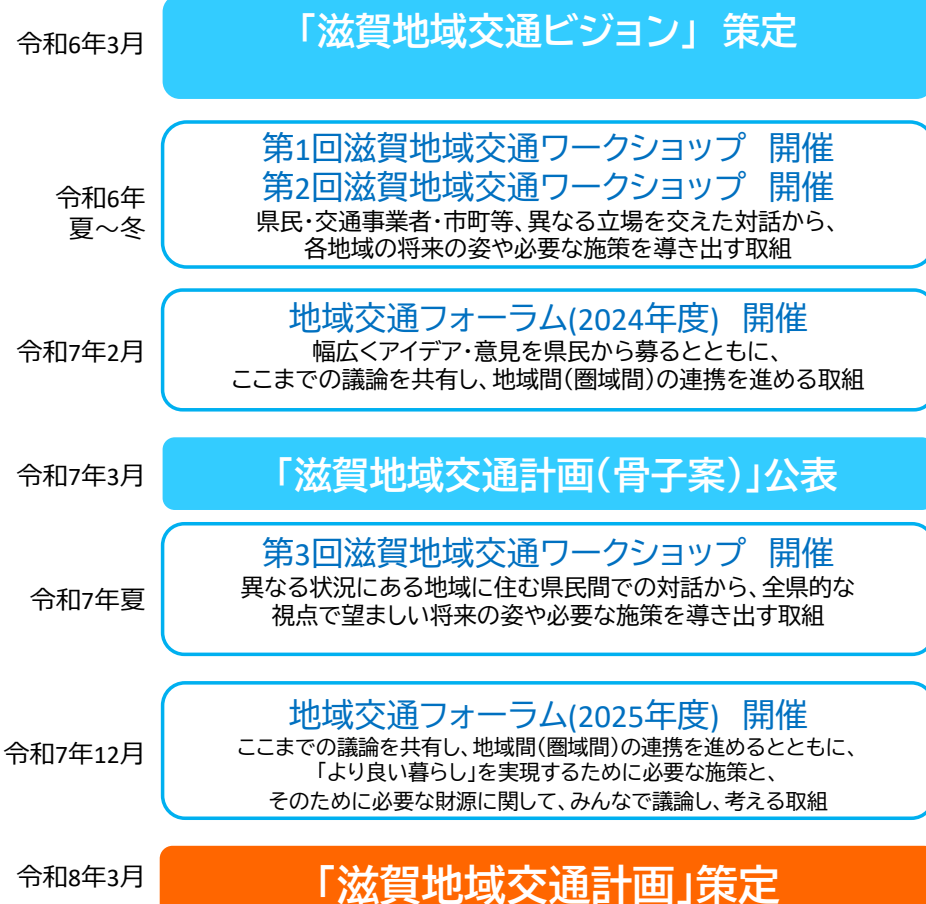 令和6年3月
「滋賀地域交通ビジョン」 策定
令和6年
夏～冬
第1回滋賀地域交通ワークショップ 開催
第2回滋賀地域交通ワークショップ 開催
県民・交通事業者・市町等、異なる立場を交えた対話から、
各地域の将来の姿や必要な施策を導き出す取組
令和7年2月
地域交通フォーラム(2024年度) 開催
幅広くアイデア・意見を県民から募るとともに、
ここまでの議論を共有し、地域間(圏域間)の連携を進める取組
令和7年3月
「滋賀地域交通計画(骨子案)」公表
令和7年夏
第3回滋賀地域交通ワークショップ 開催
異なる状況にある地域に住む県民間での対話から、全県的な
視点で望ましい将来の姿や必要な施策を導き出す取組
令和7年12月
地域交通フォーラム(2025年度) 開催
ここまでの議論を共有し、地域間(圏域間)の連携を進めるとともに、
「より良い暮らし」を実現するために必要な施策と、
そのために必要な財源に関して、みんなで議論し、考える取組
令和8年3月
「滋賀地域交通計画」策定